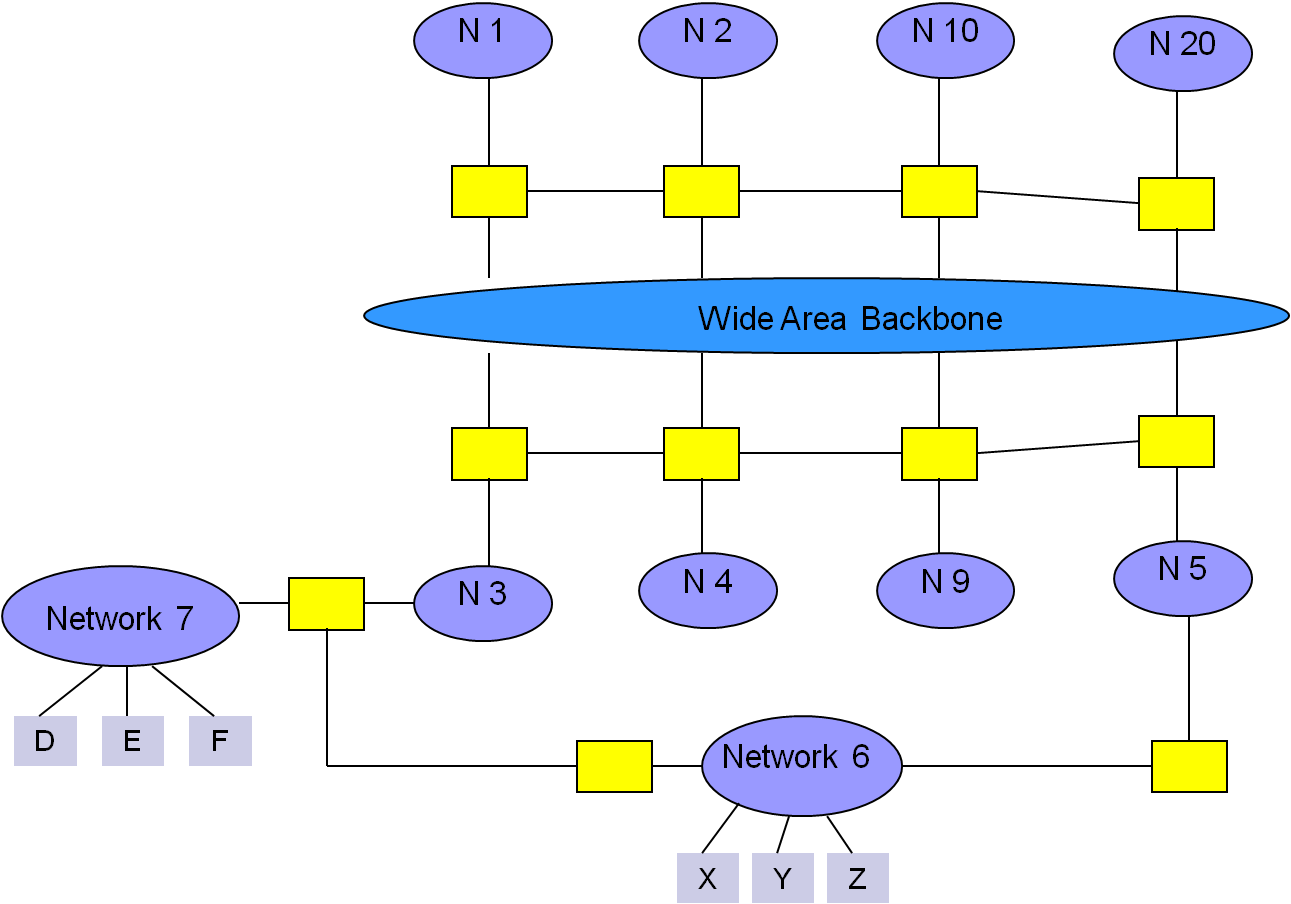 N 1
N 2
N 10
N 20
Wide Area Backbone
N 3
N 4
N 9
N 5
Network 7
D
E
F
Network 6
X
Y
Z